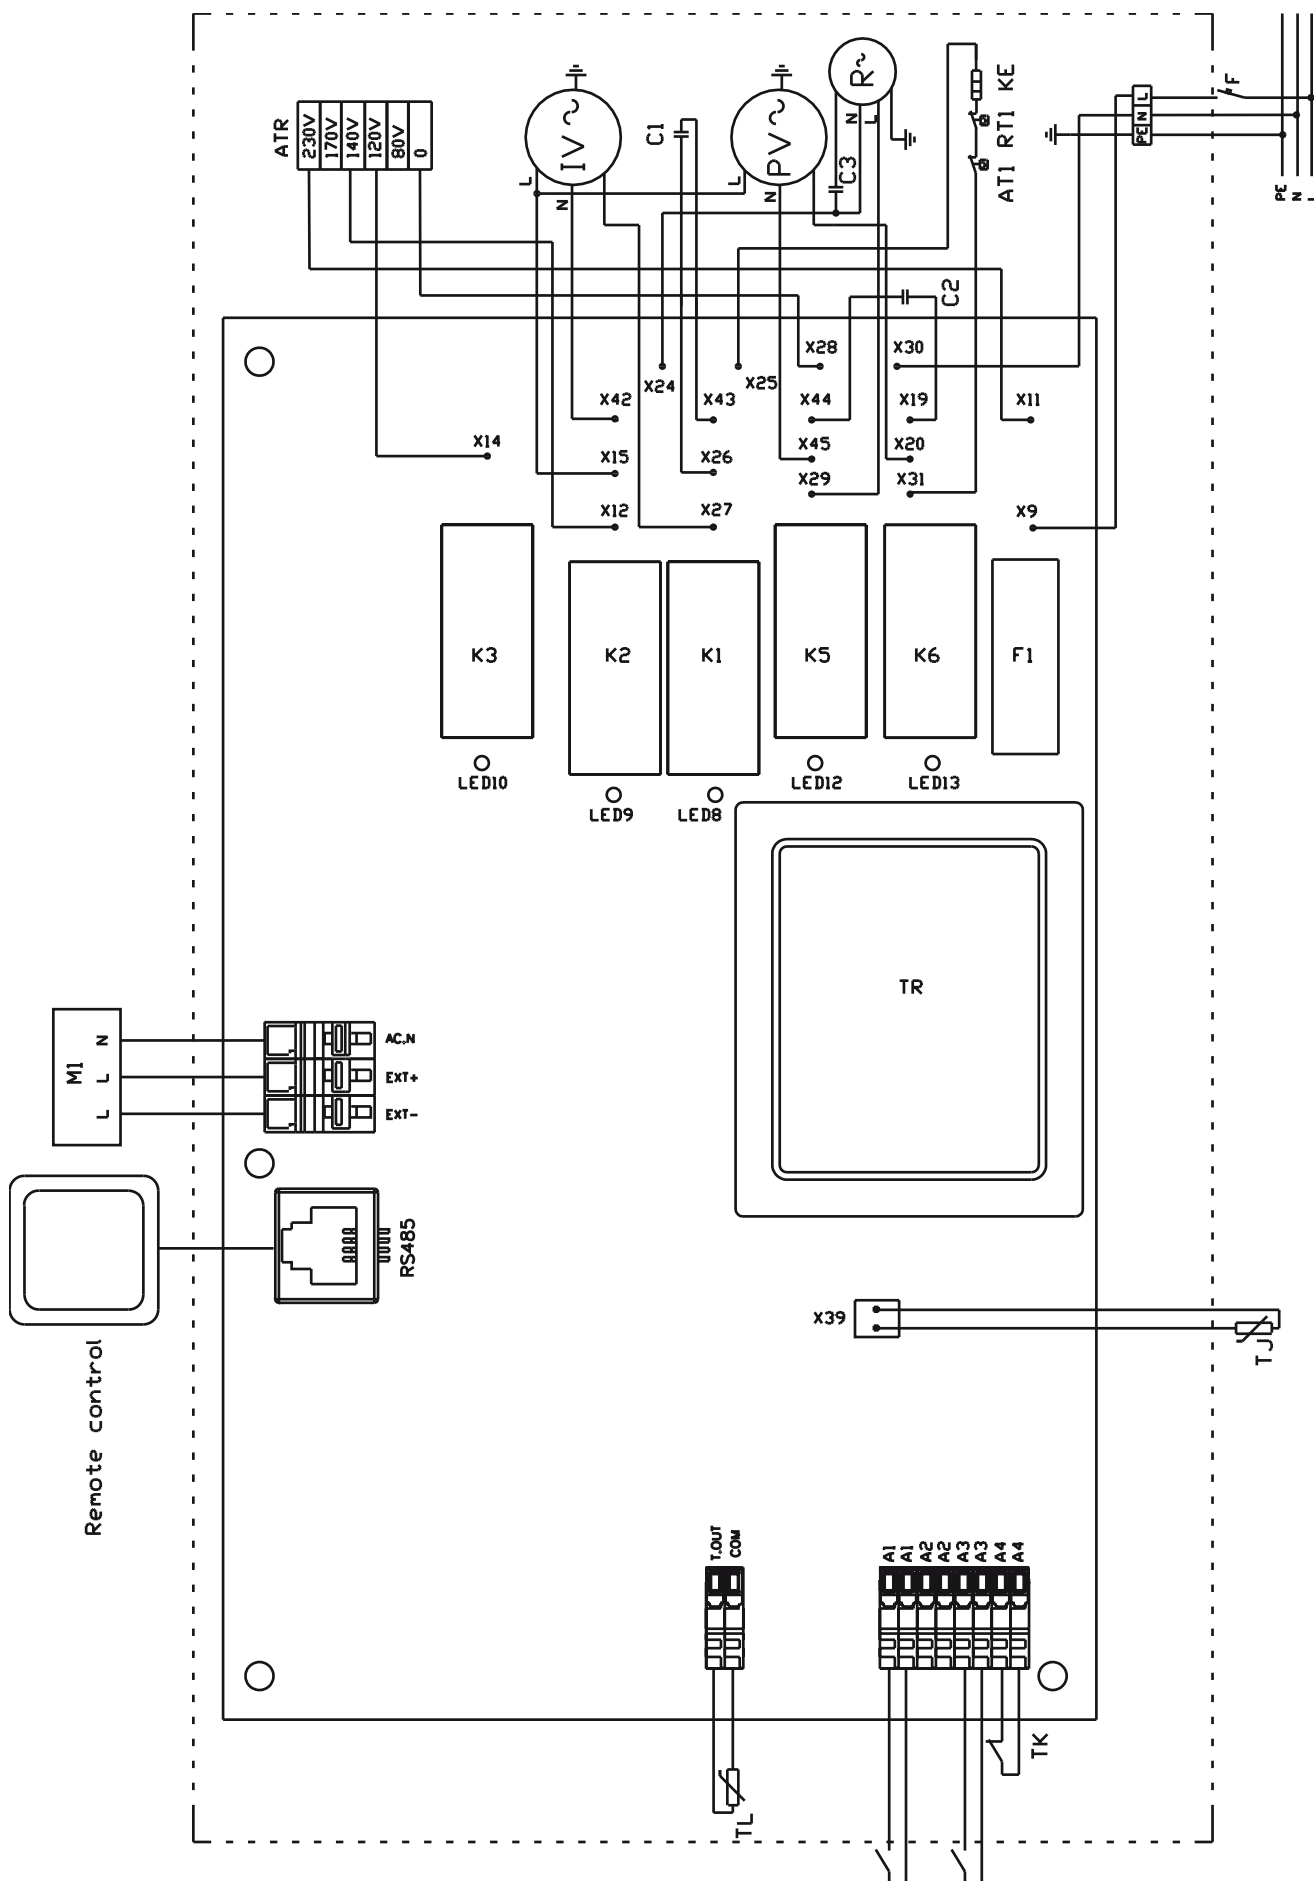 ATR
230V
170V
140V
120V
80V
0
IV
L
N
C1
PV
L
N
R~
N
L
C3
KE
RT1
AT1
C2
L
N
PE
F
PE
N
L
X28
X30
X24
X25
X42
X43
X44
X19
X11
X14
X15
X26
X45
X20
X29
X31
X12
X27
X9
K3
K2
K1
K5
K6
F1
LED10
LED9
LED8
LED12
LED13
TR
M1
N
L
L
AC.N
EXT+
EXT-
RS485
Remote control
X39
TJ
T.OUT
COM
A1
A1
A2
A2
A3
A3
A4
A4
TL
TK